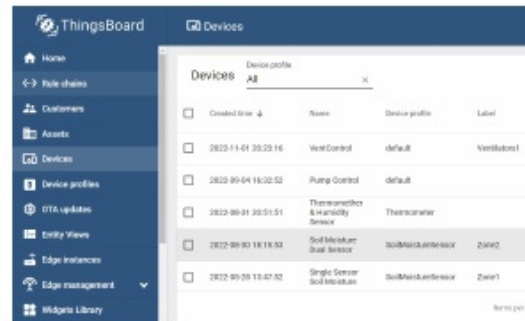 ThingsBoard
Devices
Home
Rule chains
Customers
Assets
Devices
Device profiles
OTA updates
Entity Views
Edge instances
Edge management
Widgets Library
Device profile
Devices All ×
Created time ↓ Name Device profile Label
2022-11-01 20:23:16 VentControl default Ventilators1
2022-09-04 16:32:52 Pump Control default
2022-08-31 20:51:51 Thermomether & Humidity Sensor Thermometer
2022-08-30 18:18:53 Soil Moisture Dual Sensor SoilMoistureSensor Zone2
2022-08-28 13:47:52 Single Sensor Soil Moisture SoilMoistureSensor Zone1
Items per